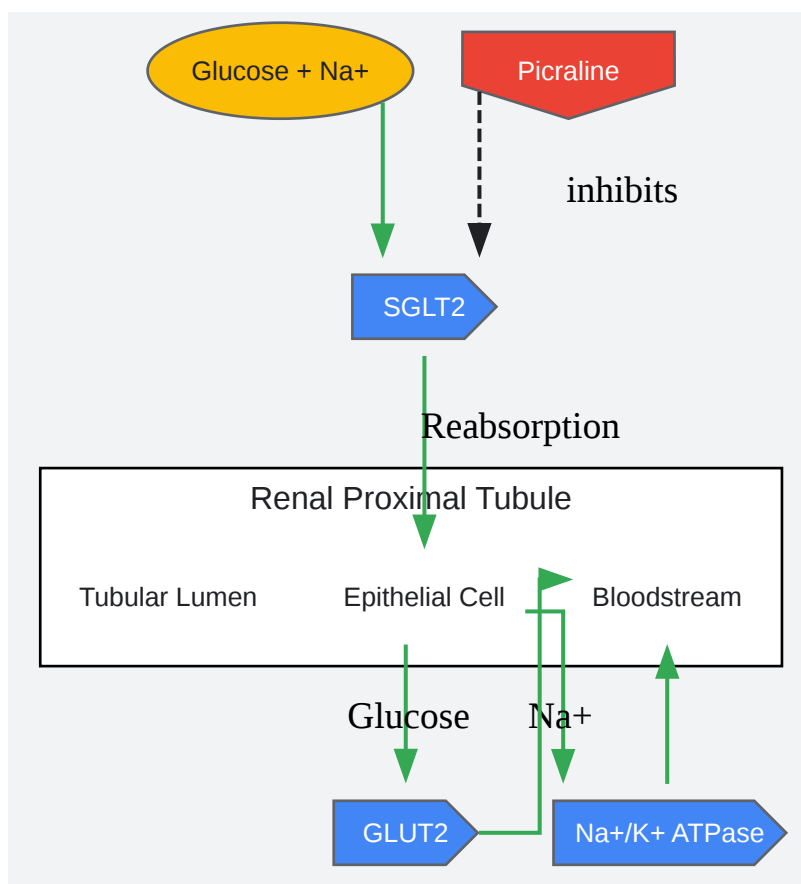 Glucose + Na+
Picraline
inhibits
SGLT2
Reabsorption
Renal Proximal Tubule
Tubular Lumen
Epithelial Cell
Bloodstream
Glucose
Na+
GLUT2
Na+/K+ ATPase